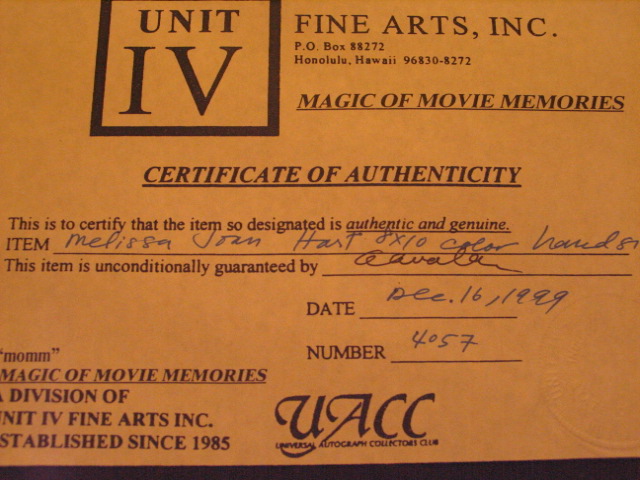 UNIT IV
FINE ARTS, INC.
P.O. Box 88272
Honolulu, Hawaii 96830-8272
MAGIC OF MOVIE MEMORIES
CERTIFICATE OF AUTHENTICITY
This is to certify that the item so designated is authentic and genuine.
ITEM Melissa Joan Hart 8x10 color handsi
This item is unconditionally guaranteed by
DATE Dec. 16, 1999
NUMBER 4057
"momm"
MAGIC OF MOVIE MEMORIES
A DIVISION OF
UNIT IV FINE ARTS INC.
ESTABLISHED SINCE 1985
UACC
UNIVERSAL AUTOGRAPH COLLECTORS CLUB